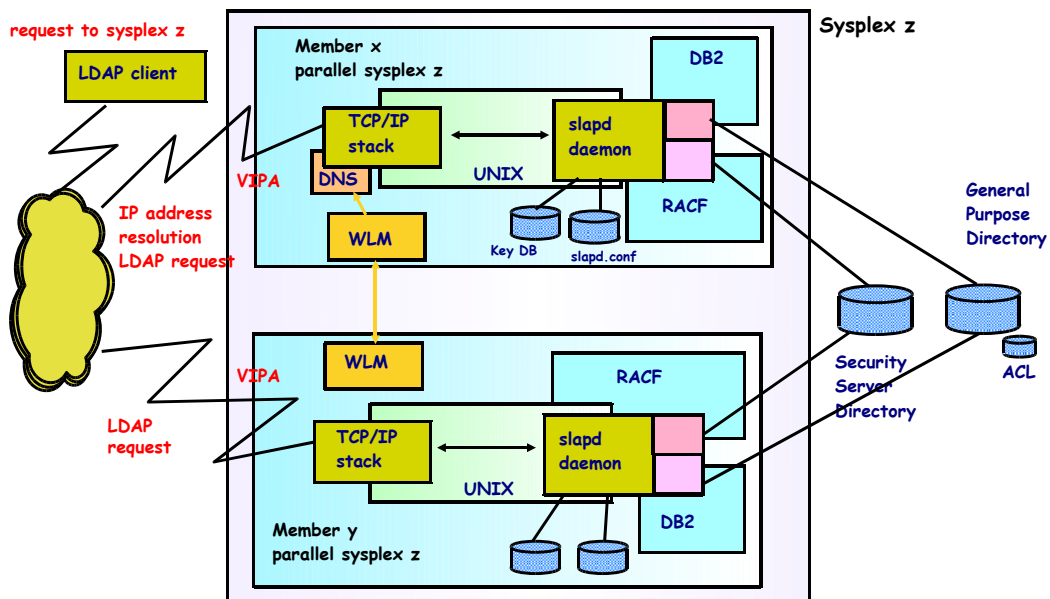 request to sysplex z
LDAP client
Sysplex z
Member x
parallel sysplex z
DB2
TCP/IP
stack
slapd
daemon
UNIX
DNS
VIPA
RACF
WLM
Key DB
slapd.conf
IP address
resolution
LDAP request
General
Purpose
Directory
WLM
VIPA
RACF
Security
Server
Directory
ACL
LDAP
request
TCP/IP
stack
slapd
daemon
UNIX
DB2
Member y
parallel sysplex z